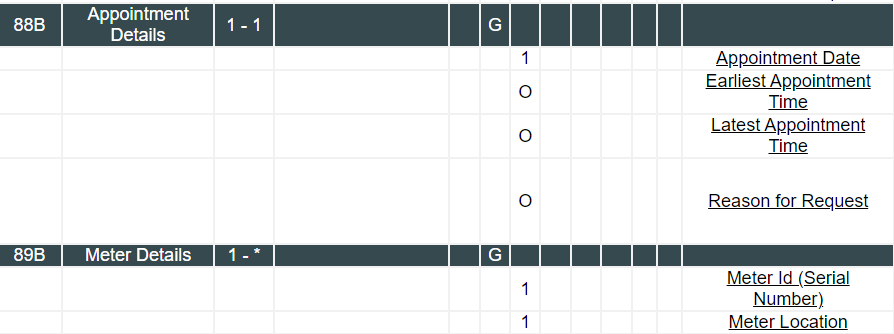 88B Appointment Details 1 - 1 G
1 Appointment Date
O Earliest Appointment Time
O Latest Appointment Time
O Reason for Request
89B Meter Details 1 - * G
1 Meter Id (Serial Number)
1 Meter Location